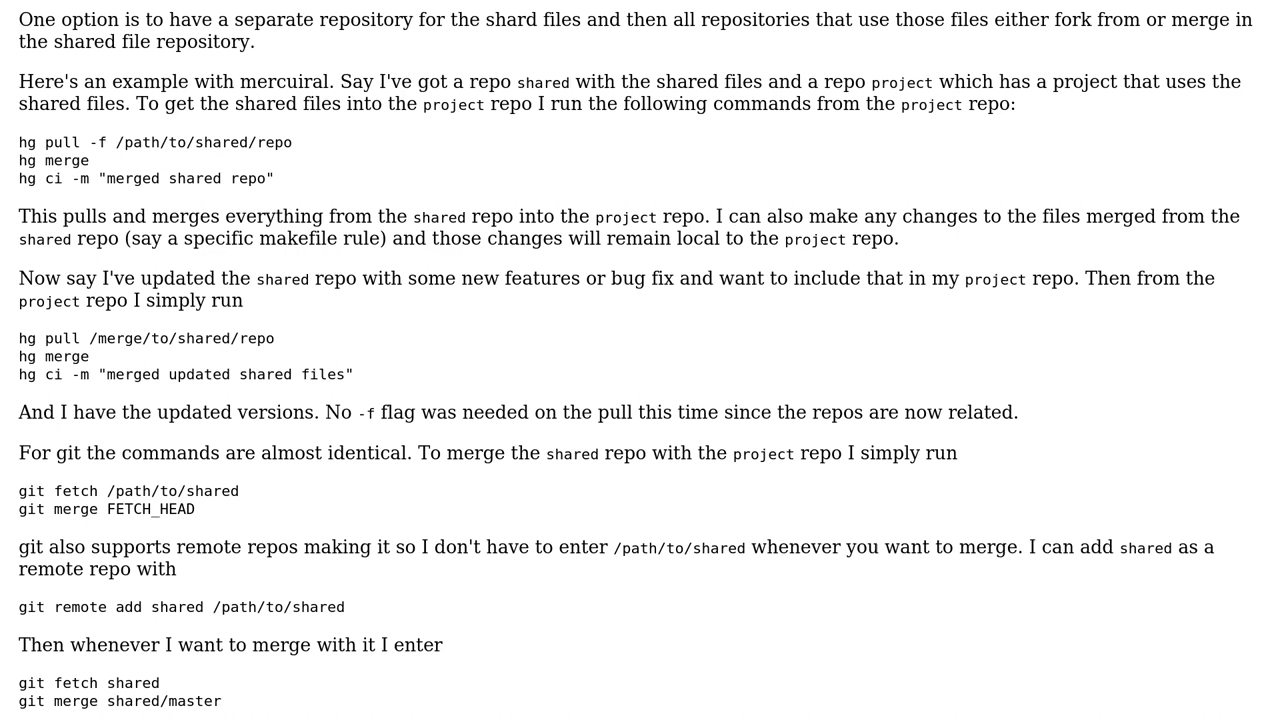 One option is to have a separate repository for the shard files and then all repositories that use those files either fork from or merge in
the shared file repository.
Here's an example with mercuiral. Say I've got a repo shared with the shared files and a repo project which has a project that uses the
shared files. To get the shared files into the project repo I run the following commands from the project repo:
hg pull -f /path/to/shared/repo
hg merge
hg ci -m "merged shared repo"
This pulls and merges everything from the shared repo into the project repo. I can also make any changes to the files merged from the
shared repo (say a specific makefile rule) and those changes will remain local to the project repo.
Now say I've updated the shared repo with some new features or bug fix and want to include that in my project repo. Then from the
project repo I simply run
hg pull /merge/to/shared/repo
hg merge
hg ci -m "merged updated shared files"
And I have the updated versions. No -f flag was needed on the pull this time since the repos are now related.
For git the commands are almost identical. To merge the shared repo with the project repo I simply run
git fetch /path/to/shared
git merge FETCH_HEAD
git also supports remote repos making it so I don't have to enter /path/to/shared whenever you want to merge. I can add shared as a
remote repo with
git remote add shared /path/to/shared
Then whenever I want to merge with it I enter
git fetch shared
git merge shared/master